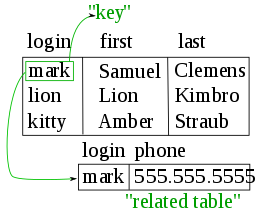 "key"
login first last
mark Samuel Clemens
lion Lion Kimbro
kitty Amber Straub
login phone
mark 555.555.5555
"related table"